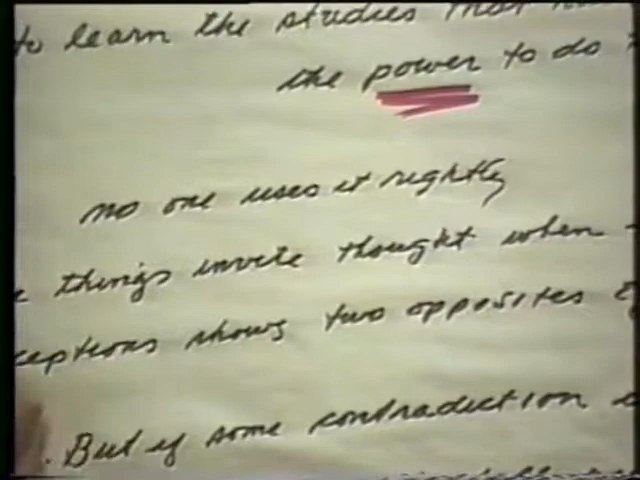 to learn the studies that
the power to do
no one uses it rightly
things invite thought when
ceptions shows two opposites
. But if some contradiction